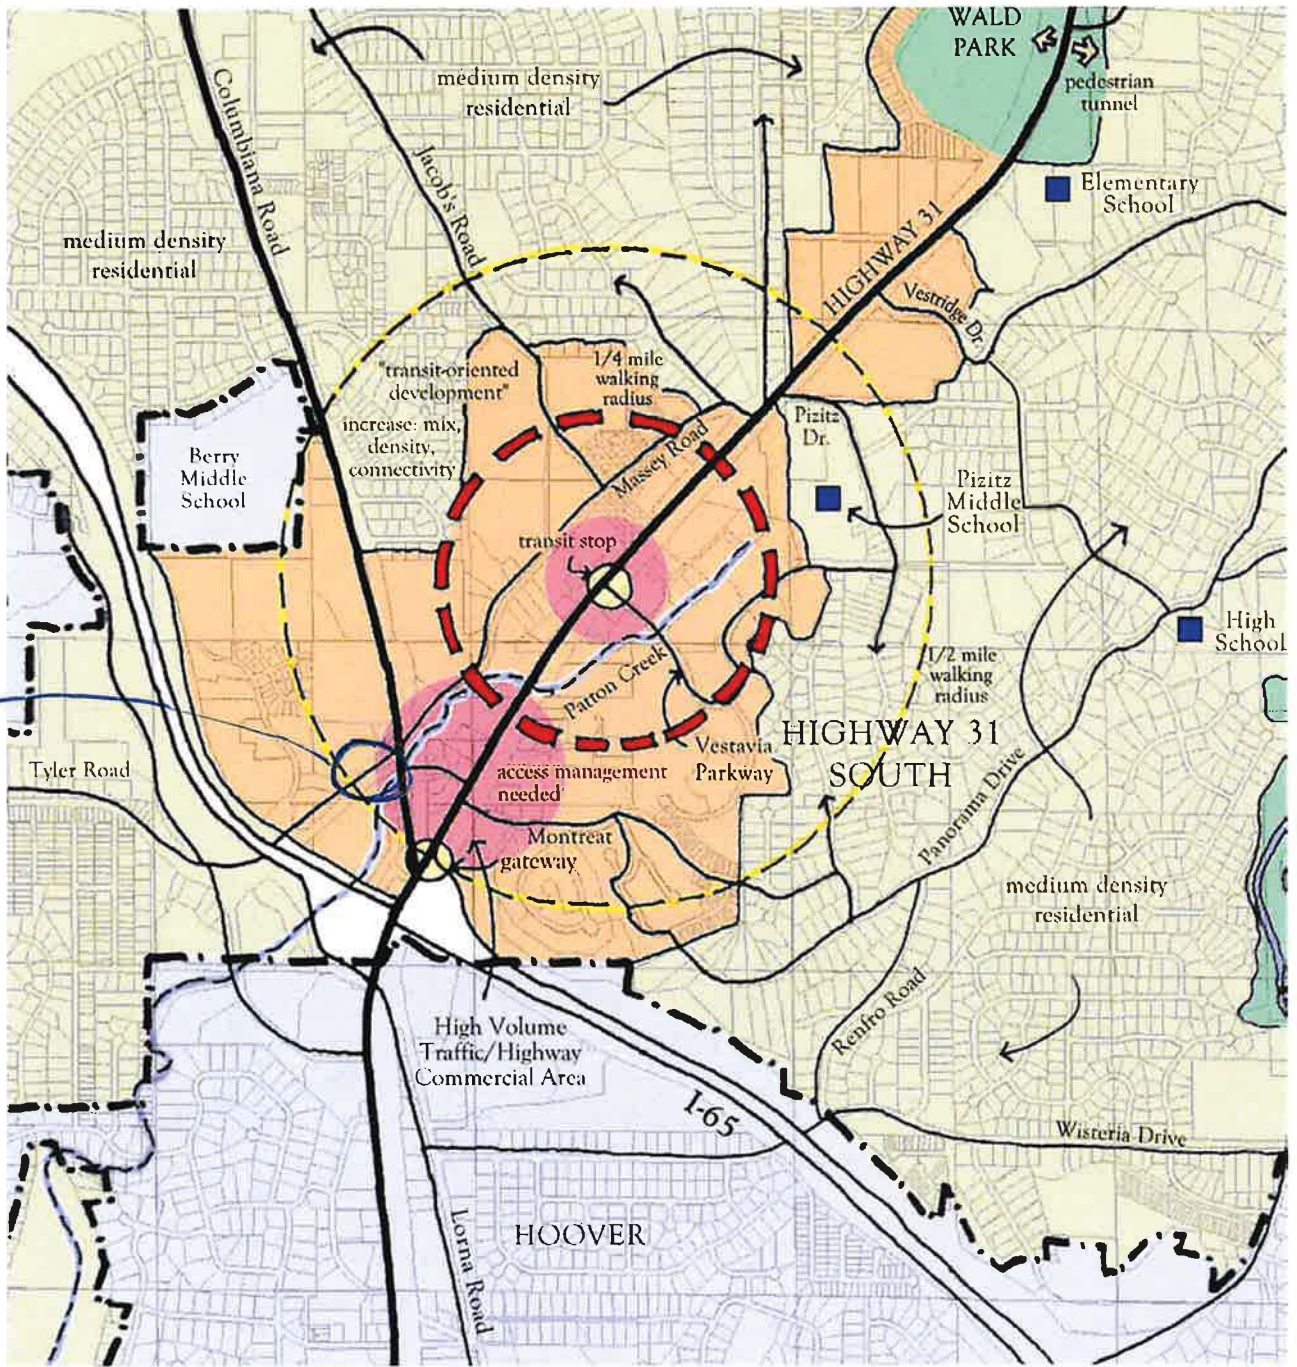 WALD
PARK
pedestrian
tunnel
medium density
residential
Columbiana Road
Jacob's Road
Elementary
School
medium density
residential
HIGHWAY 31
Vestridge Dr.
"transit-oriented
development"
increase: mix,
density,
connectivity
1/4 mile
walking
radius
Pizitz
Dr.
Massey Road
Berry
Middle
School
Pizitz
Middle
School
transit stop
High
School
1/2 mile
walking
radius
Patton Creek
Vestavia
Parkway
HIGHWAY 31
SOUTH
Tyler Road
access management
needed
Panorama Drive
Montreat
gateway
medium density
residential
Renfro Road
High Volume
Traffic/Highway
Commercial Area
I-65
Wisteria Drive
HOOVER
Lorna Road